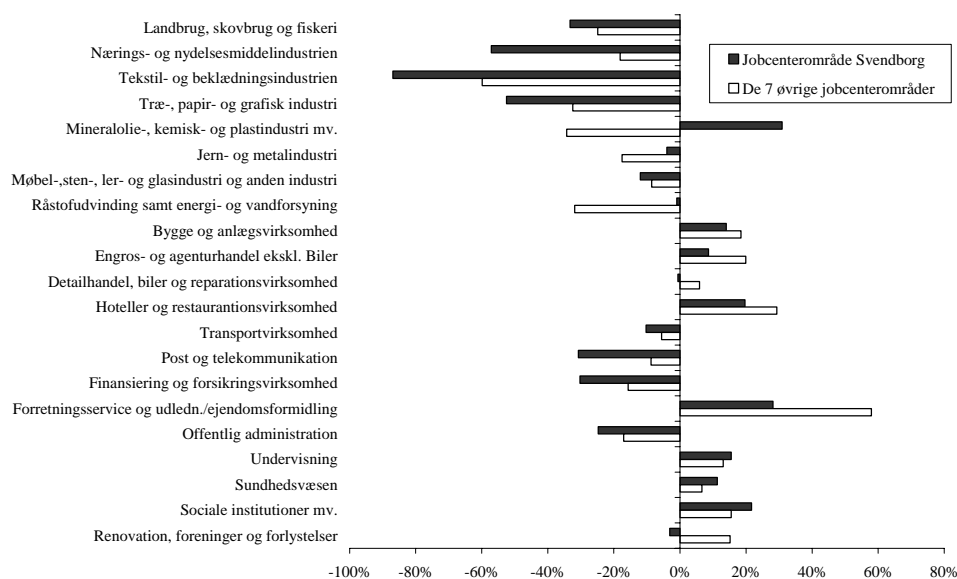 Landbrug, skovbrug og fiskeri
Nærings- og nydelsesmiddelindustrien
Tekstil- og beklædningsindustrien
Træ-, papir- og grafisk industri
Mineralolie-, kemisk- og plastindustri mv.
Jern- og metalindustri
Møbel-,sten-, ler- og glasindustri og anden industri
Råstofudvinding samt energi- og vandforsyning
Bygge og anlægsvirksomhed
Engros- og agenturhandel ekskl. Biler
Detailhandel, biler og reparationsvirksomhed
Hoteller og restaurantionsvirksomhed
Transportvirksomhed
Post og telekommunikation
Finansiering og forsikringsvirksomhed
Forretningsservice og udledn./ejendomsformidling
Offentlig administration
Undervisning
Sundhedsvæsen
Sociale institutioner mv.
Renovation, foreninger og forlystelser
Jobcenterområde Svendborg
De 7 øvrige jobcenterområder
-100% -80% -60% -40% -20% 0% 20% 40% 60% 80%